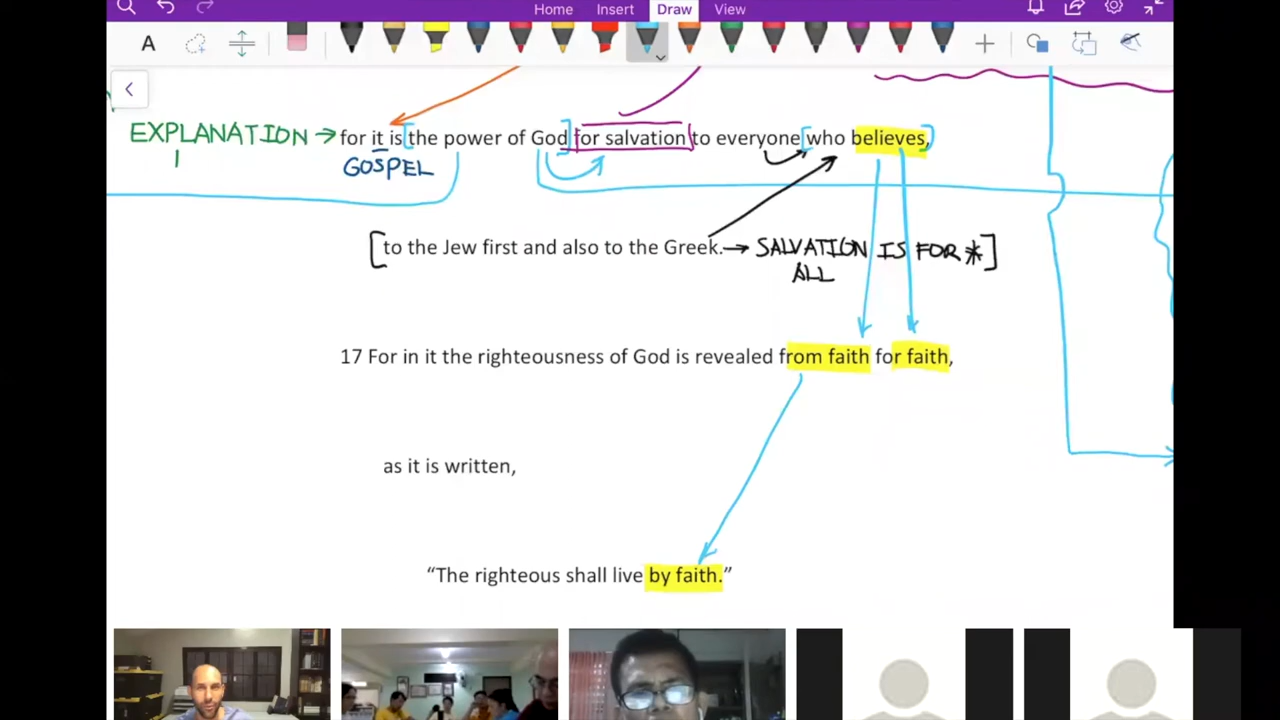 Home Insert Draw View
A
EXPLANATION → for it is [the power of God] for salvation to everyone [who believes,]
I
GOSPEL
[to the Jew first and also to the Greek. → SALVATION IS FOR *]
ALL
17 For in it the righteousness of God is revealed from faith for faith,
as it is written,
“The righteous shall live by faith.”